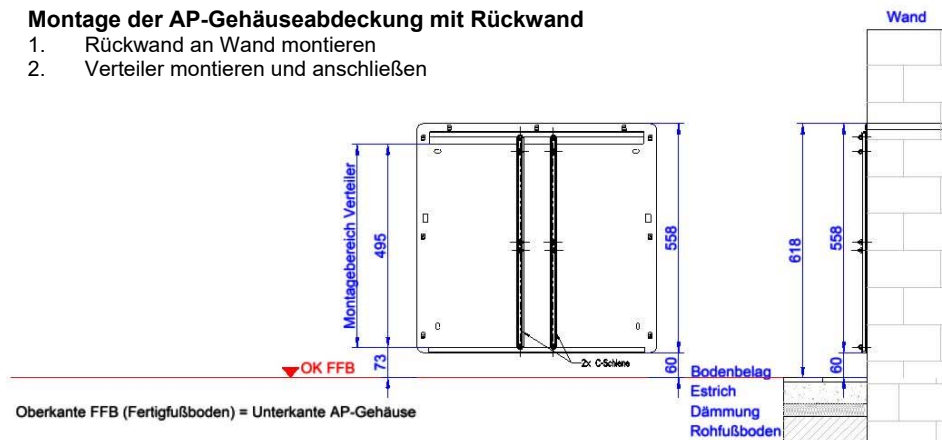 Montage der AP-Gehäuseabdeckung mit Rückwand
1. Rückwand an Wand montieren
2. Verteiler montieren und anschließen
Wand
Montagebereich Verteiler
495
558
618
558
73
2x C-Schiene
60
60
OK FFB
Bodenbelag
Estrich
Dämmung
Rohfußboden
Oberkante FFB (Fertigfußboden) = Unterkante AP-Gehäuse